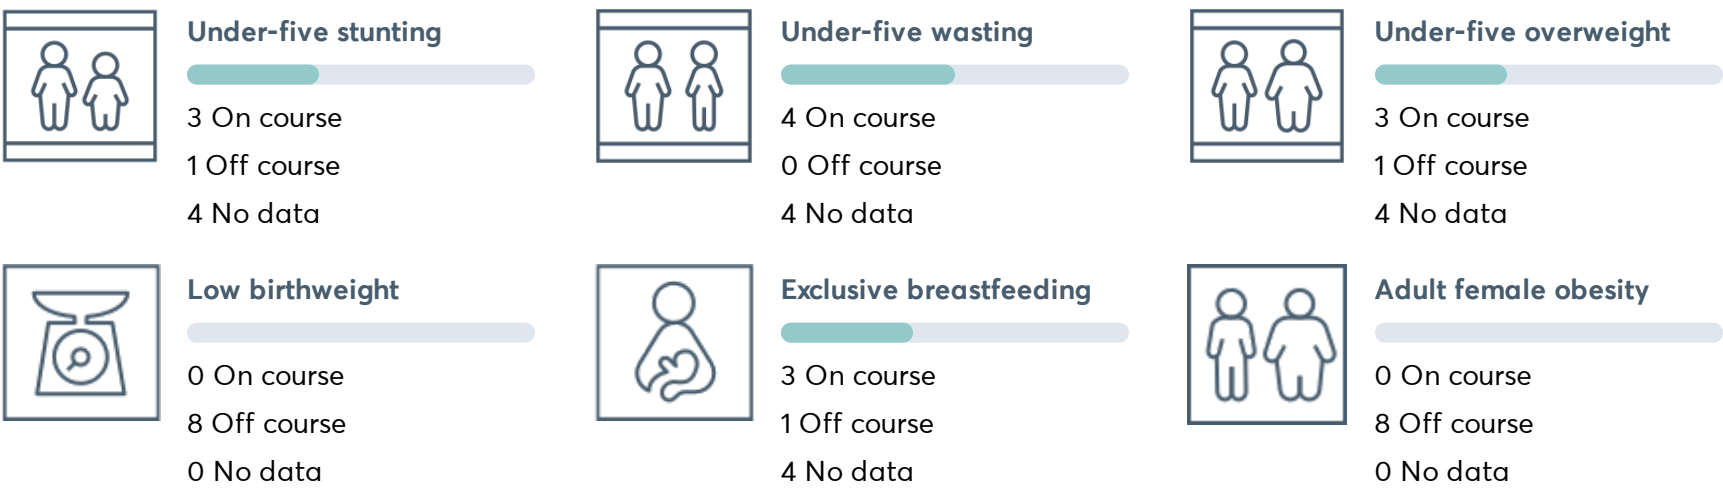 Under-five stunting
3 On course
1 Off course
4 No data
Under-five wasting
4 On course
0 Off course
4 No data
Under-five overweight
3 On course
1 Off course
4 No data
Low birthweight
0 On course
8 Off course
0 No data
Exclusive breastfeeding
3 On course
1 Off course
4 No data
Adult female obesity
0 On course
8 Off course
0 No data